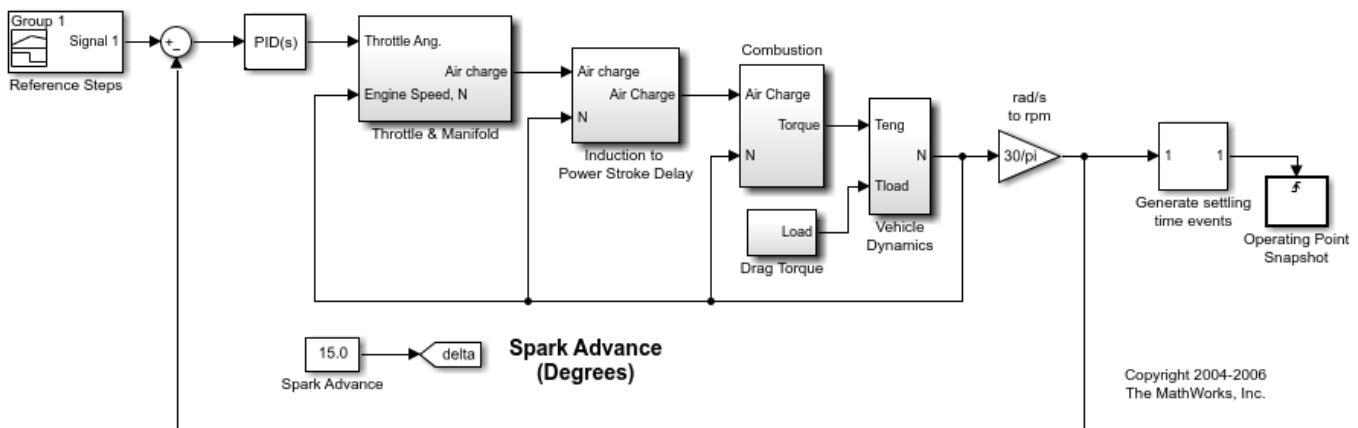 Group 1
Signal 1
Reference Steps
+
−
PID(s)
Throttle Ang.
Air charge
Engine Speed, N
Throttle & Manifold
Air charge
Air Charge
N
Induction to
Power Stroke Delay
Combustion
Air Charge
Torque
N
Teng
N
Tload
Vehicle
Dynamics
Load
Drag Torque
rad/s
to rpm
30/pi
1
1
Generate settling
time events
Operating Point
Snapshot
15.0
Spark Advance
delta
Spark Advance
(Degrees)
Copyright 2004-2006
The MathWorks, Inc.